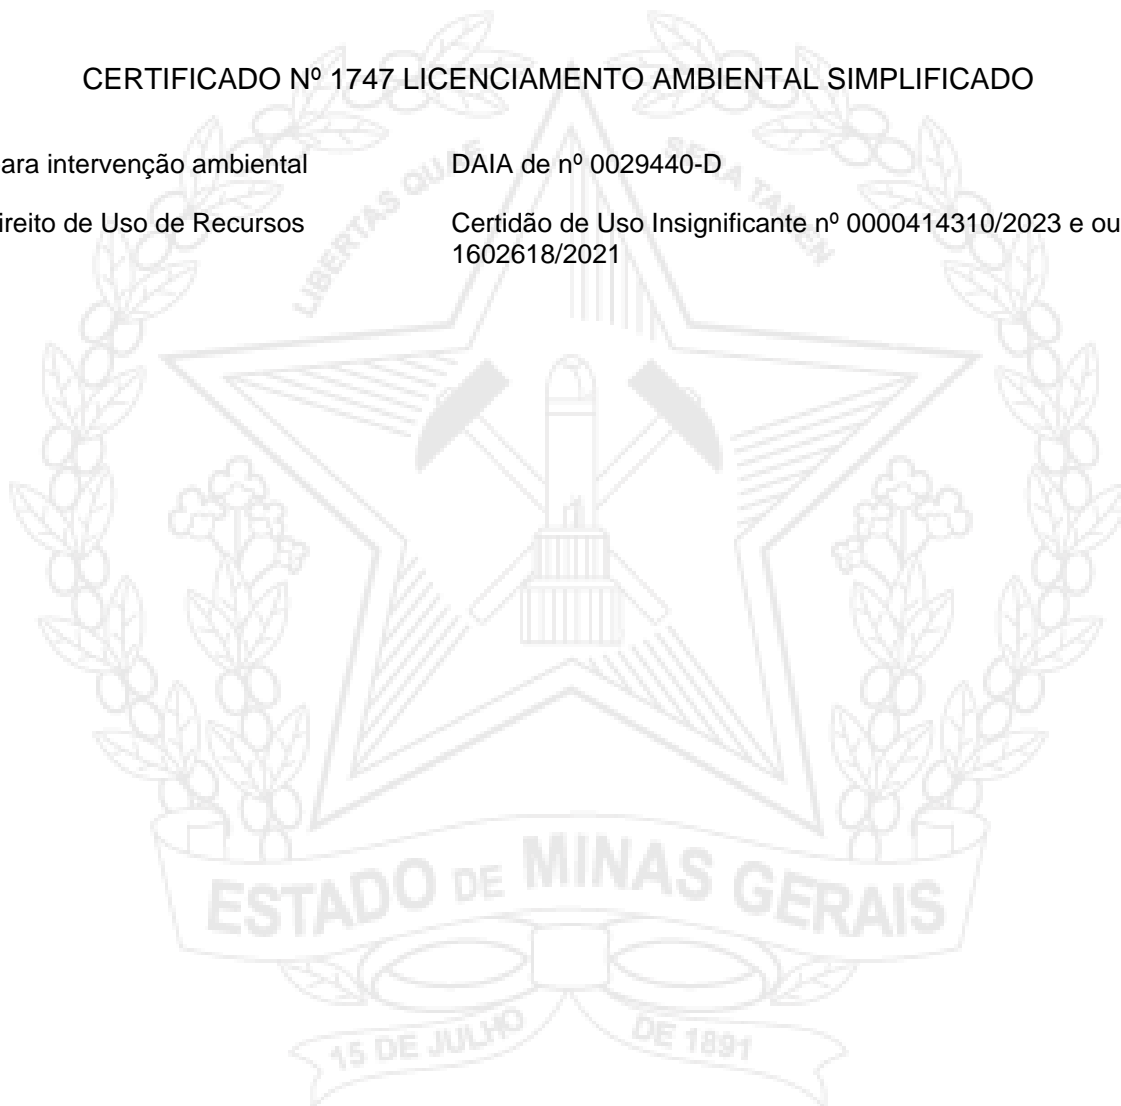 CERTIFICADO Nº 1747 LICENCIAMENTO AMBIENTAL SIMPLIFICADO
ara intervenção ambiental DAIA de nº 0029440-D
ireito de Uso de Recursos Certidão de Uso Insignificante nº 0000414310/2023 e ou
1602618/2021
LIBERTAS QUAE SERA TAMEN
ESTADO DE MINAS GERAIS
15 DE JULHO DE 1891